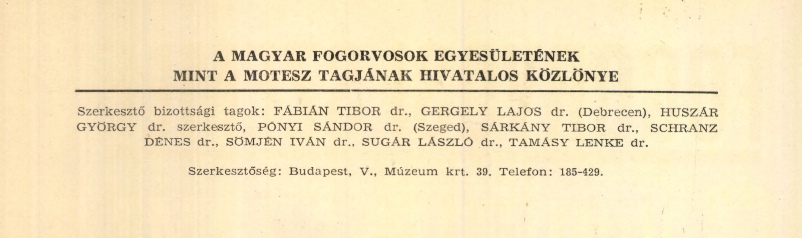 A MAGYAR FOGORVOSOK EGYESÜLETÉNEK
MINT A MOTESZ TAGJÁNAK HIVATALOS KÖZLÖNYE
Szerkesztő bizottsági tagok: FÁBIÁN TIBOR dr., GERGELY LAJOS dr. (Debrecen), HUSZÁR
GYÖRGY dr. szerkesztő, PÓNYI SÁNDOR dr. (Szeged), SÁRKÁNY TIBOR dr., SCHRANZ
DÉNES dr., SÖMJÉN IVÁN dr., SUGÁR LÁSZLÓ dr., TAMÁSY LENKE dr.
Szerkesztőség: Budapest, V., Múzeum krt. 39. Telefon: 185-429.